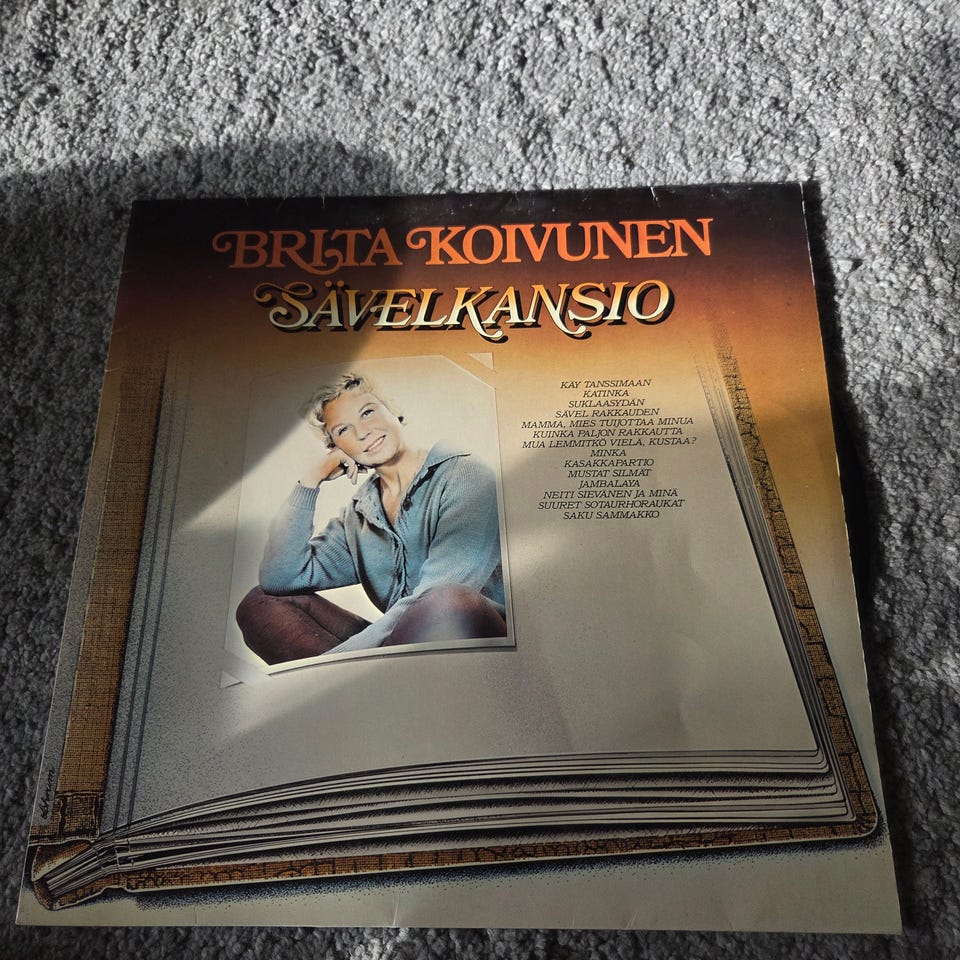 BRITA KOIVUNEN
SÄVELKANSIO
KÄY TANSSIMAAN
KATINKA
SUKLAASYDÄN
SÄVEL RAKKAUDEN
MAMMA, MIES TUIJOTTAA MINUA
KUINKA PALJON RAKKAUTTA
MUA LEMMITKÖ VIELÄ, KUSTAA?
MINKA
KASAKKAPARTIO
MUSTAT SILMÄT
JAMBALAYA
NEITI SIEVÄNEN JA MINÄ
SUURET SOTAURHORAUKAT
SAKU SAMMAKKO